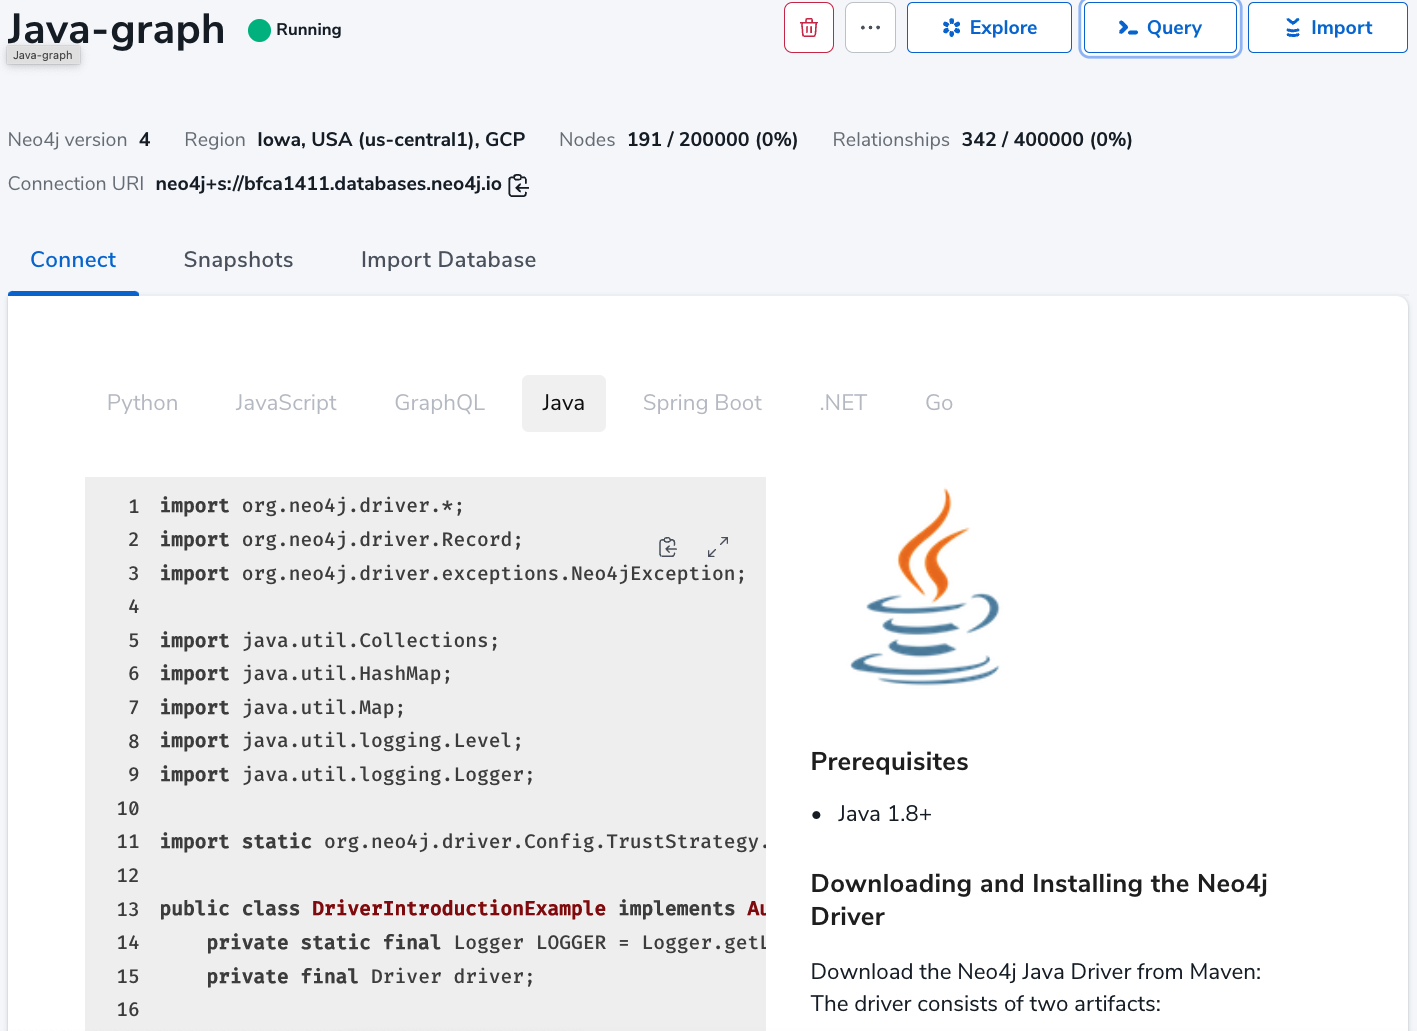 Java-graph
Running
Java-graph
...
Explore
Query
Import
Neo4j version 4 Region Iowa, USA (us-central1), GCP Nodes 191 / 200000 (0%) Relationships 342 / 400000 (0%)
Connection URI neo4j+s://bfca1411.databases.neo4j.io
Connect Snapshots Import Database
Python JavaScript GraphQL Java Spring Boot .NET Go
1 import org.neo4j.driver.*;
2 import org.neo4j.driver.Record;
3 import org.neo4j.driver.exceptions.Neo4jException;
4
5 import java.util.Collections;
6 import java.util.HashMap;
7 import java.util.Map;
8 import java.util.logging.Level;
9 import java.util.logging.Logger;
10
11 import static org.neo4j.driver.Config.TrustStrategy.
12
13 public class DriverIntroductionExample implements Au
14 private static final Logger LOGGER = Logger.getL
15 private final Driver driver;
16
Prerequisites
• Java 1.8+
Downloading and Installing the Neo4j
Driver
Download the Neo4j Java Driver from Maven:
The driver consists of two artifacts: